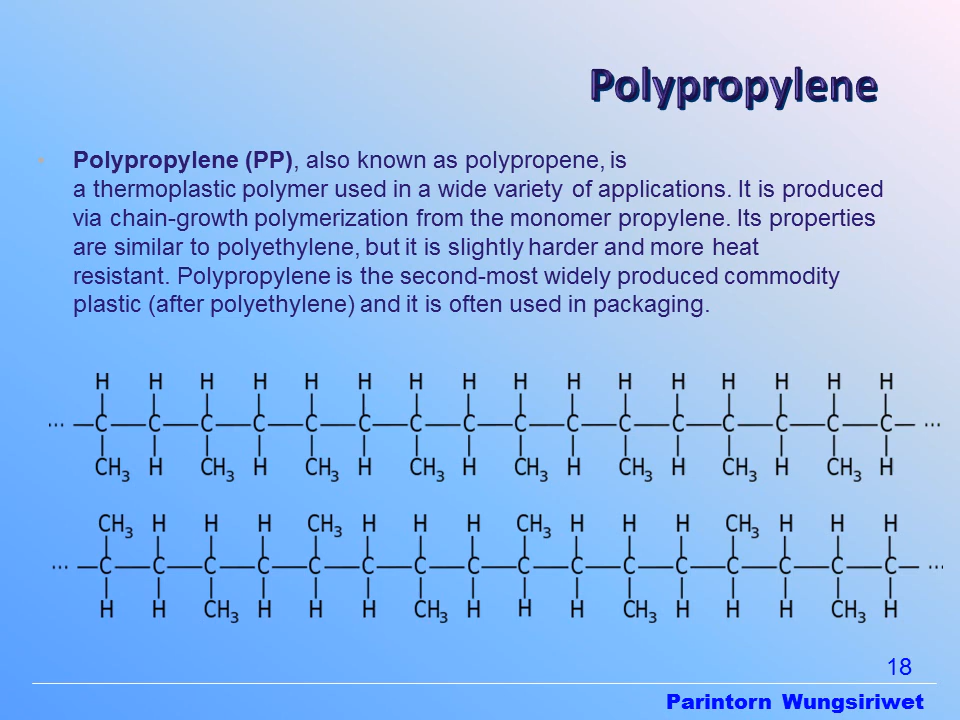 Polypropylene
• Polypropylene (PP), also known as polypropene, is
a thermoplastic polymer used in a wide variety of applications. It is produced
via chain-growth polymerization from the monomer propylene. Its properties
are similar to polyethylene, but it is slightly harder and more heat
resistant. Polypropylene is the second-most widely produced commodity
plastic (after polyethylene) and it is often used in packaging.
H H H H H H H H H H H H H H H H
... C C C C C C C C C C C C C C C C ...
CH3 H CH3 H CH3 H CH3 H CH3 H CH3 H CH3 H CH3 H
CH3 H H H CH3 H H H CH3 H H H CH3 H H H
... C C C C C C C C C C C C C C C C ...
H H CH3 H H H CH3 H H H CH3 H H H CH3 H
18
Parintorn Wungsiriwet